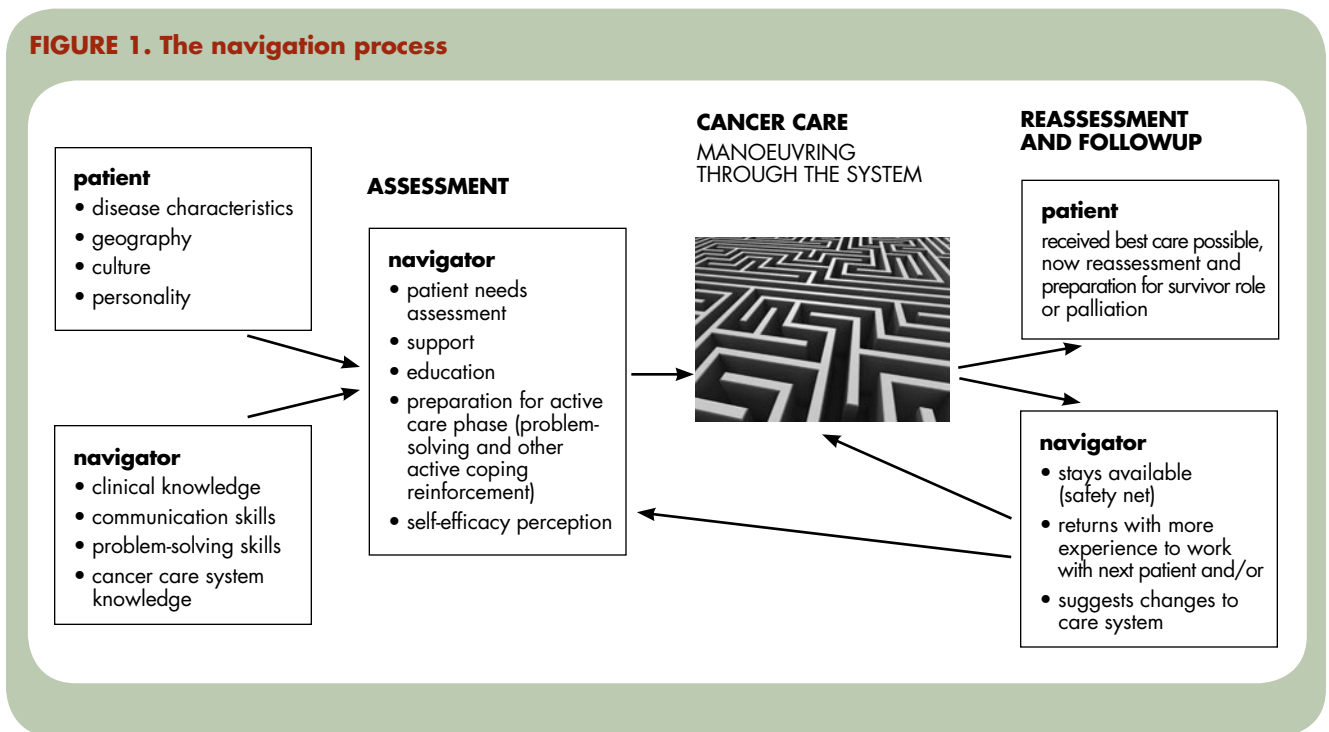 FIGURE 1. The navigation process
patient
• disease characteristics
• geography
• culture
• personality
navigator
• clinical knowledge
• communication skills
• problem-solving skills
• cancer care system
knowledge
ASSESSMENT
navigator
• patient needs
assessment
• support
• education
• preparation for active
care phase (problem-
solving and other
active coping
reinforcement)
• self-efficacy perception
CANCER CARE
MANOEUVRING
THROUGH THE SYSTEM
REASSESSMENT
AND FOLLOWUP
patient
received best care possible,
now reassessment and
preparation for survivor role
or palliation
navigator
• stays available
(safety net)
• returns with more
experience to work
with next patient and/or
• suggests changes to
care system